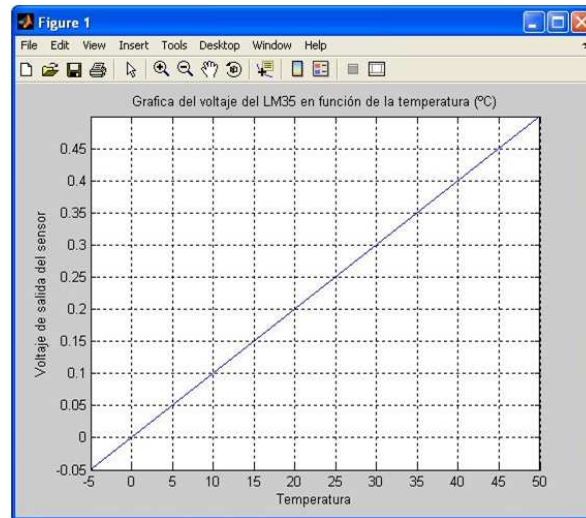 Figure 1
File Edit View Insert Tools Desktop Window Help
Grafica del voltaje del LM35 en función de la temperatura (ºC)
Voltaje de salida del sensor
0.45
0.4
0.35
0.3
0.25
0.2
0.15
0.1
0.05
0
-0.05
-5 0 5 10 15 20 25 30 35 40 45 50
Temperatura